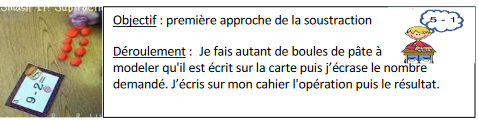 Objectif : première approche de la soustraction
5 - 1
Déroulement : Je fais autant de boules de pâte à
modeler qu'il est écrit sur la carte puis j'écrase le nombre
demandé. J'écris sur mon cahier l'opération puis le résultat.
9 - 2 =